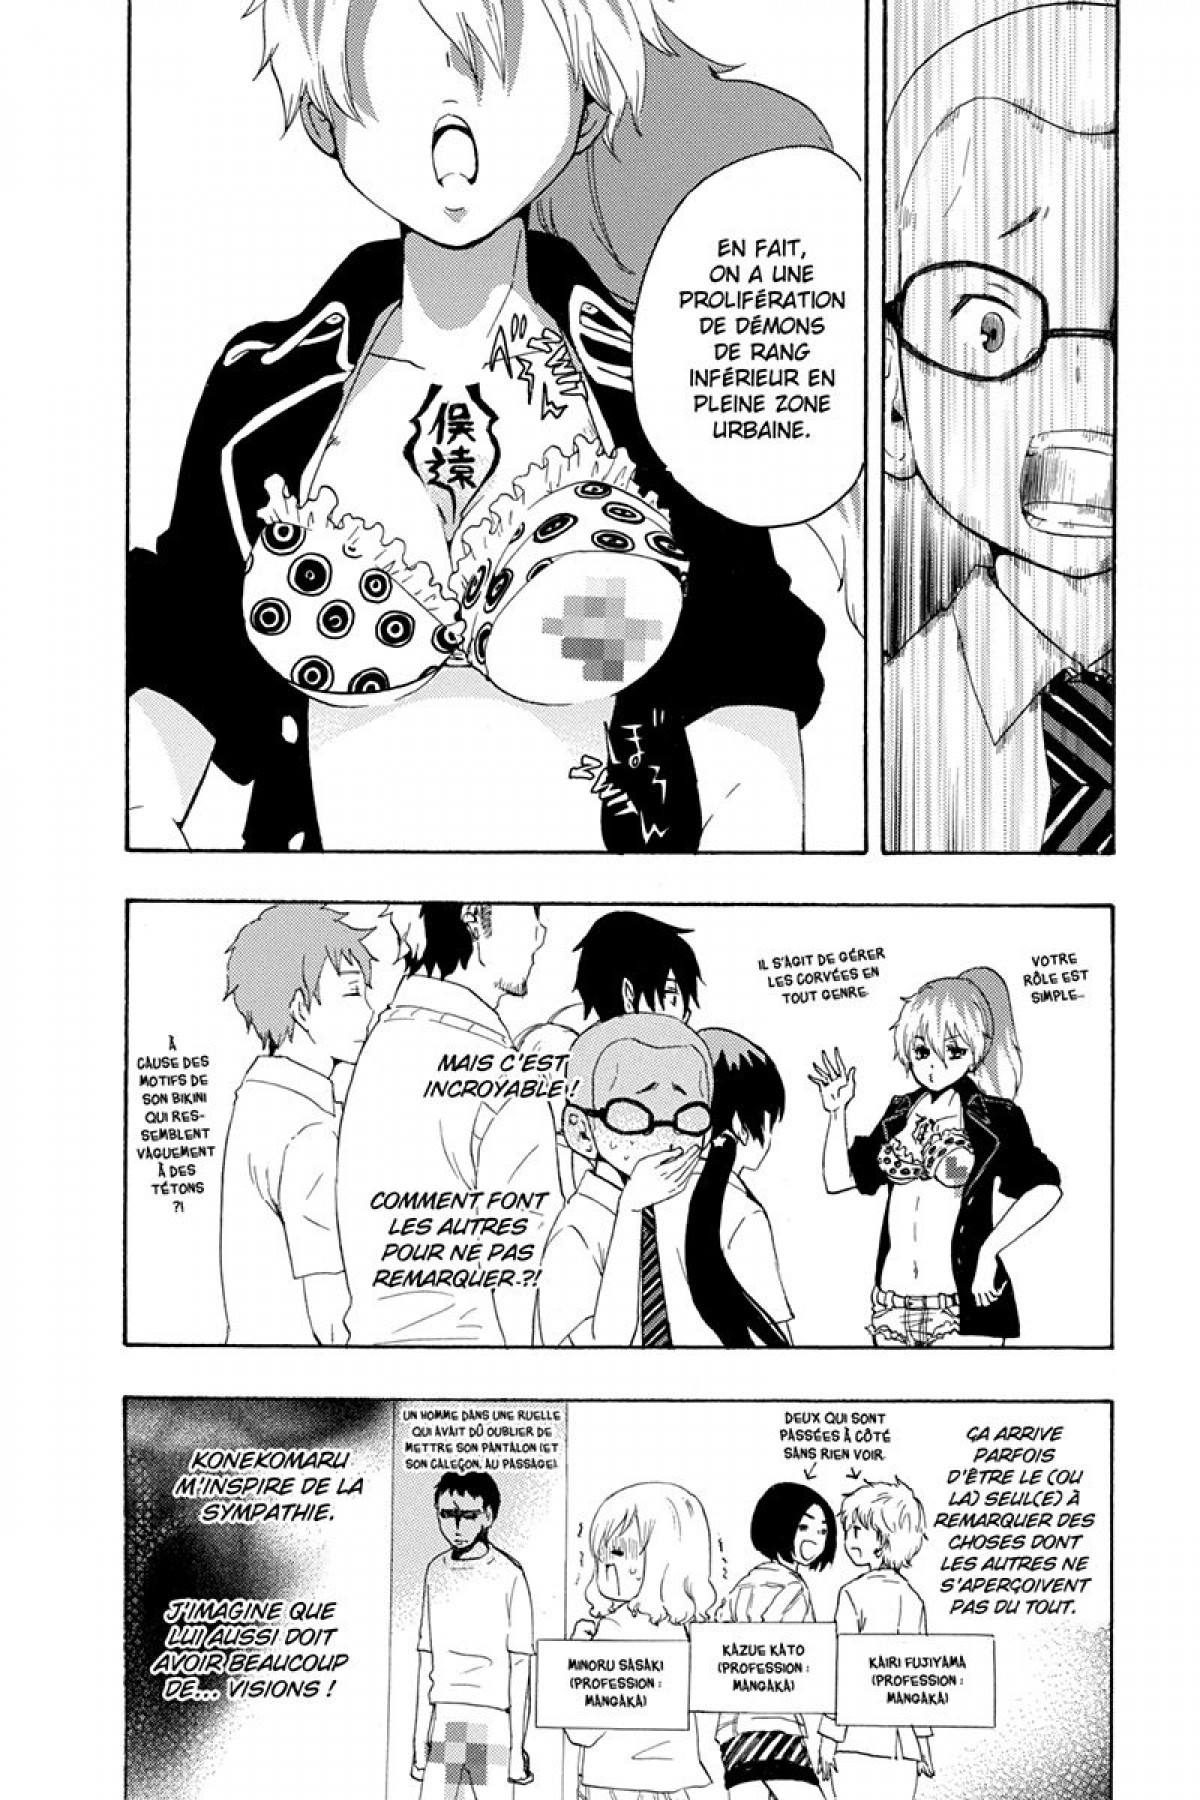 EN FAIT,
ON A UNE
PROLIFÉRATION
DE DÉMONS
DE RANG
INFÉRIEUR EN
PLEINE ZONE
URBAINE.
俣
遠
VOTRE
RÔLE EST
SIMPLE...
IL S'AGIT DE GÉRER
LES CORVÉES EN
TOUT GENRE.
MAIS C'EST
INCROYABLE !
COMMENT FONT
LES AUTRES
POUR NE PAS
REMARQUER ?!
À
CAUSE DES
MOTIFS DE
SON BIKINI
QUI RES-
SEMBLENT
VAGUEMENT
À DES
TÉTONS
?!
ÇA ARRIVE
PARFOIS
D'ÊTRE LE (OU
LA) SEUL(E) À
REMARQUER DES
CHOSES DONT
LES AUTRES NE
S'APERÇOIVENT
PAS DU TOUT.
DEUX QUI SONT
PASSÉES À CÔTÉ
SANS RIEN VOIR.
KAIRI FUJIYAMA
(PROFESSION :
MANGAKA)
KAZUE KATO
(PROFESSION :
MANGAKA)
MINORU SASAKI
(PROFESSION :
MANGAKA)
UN HOMME DANS UNE RUELLE
QUI AVAIT DÛ OUBLIER DE
METTRE SON PANTALON (ET
SON CALEÇON, AU PASSAGE).
KONEKOMARU
M'INSPIRE DE LA
SYMPATHIE.
J'IMAGINE QUE
LUI AUSSI DOIT
AVOIR BEAUCOUP
DE... VISIONS !